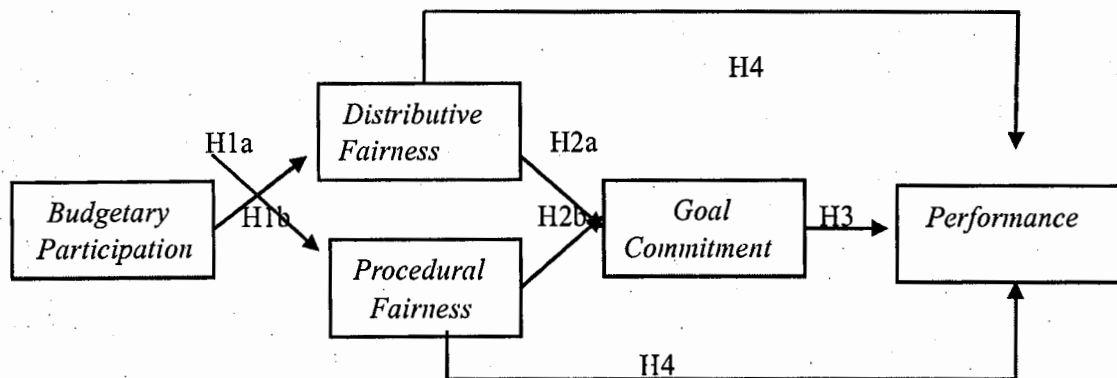 H4
Distributive
Fairness
H1a
H2a
Budgetary
Participation
H1b
H2b
Goal
Commitment
H3
Performance
Procedural
Fairness
H4